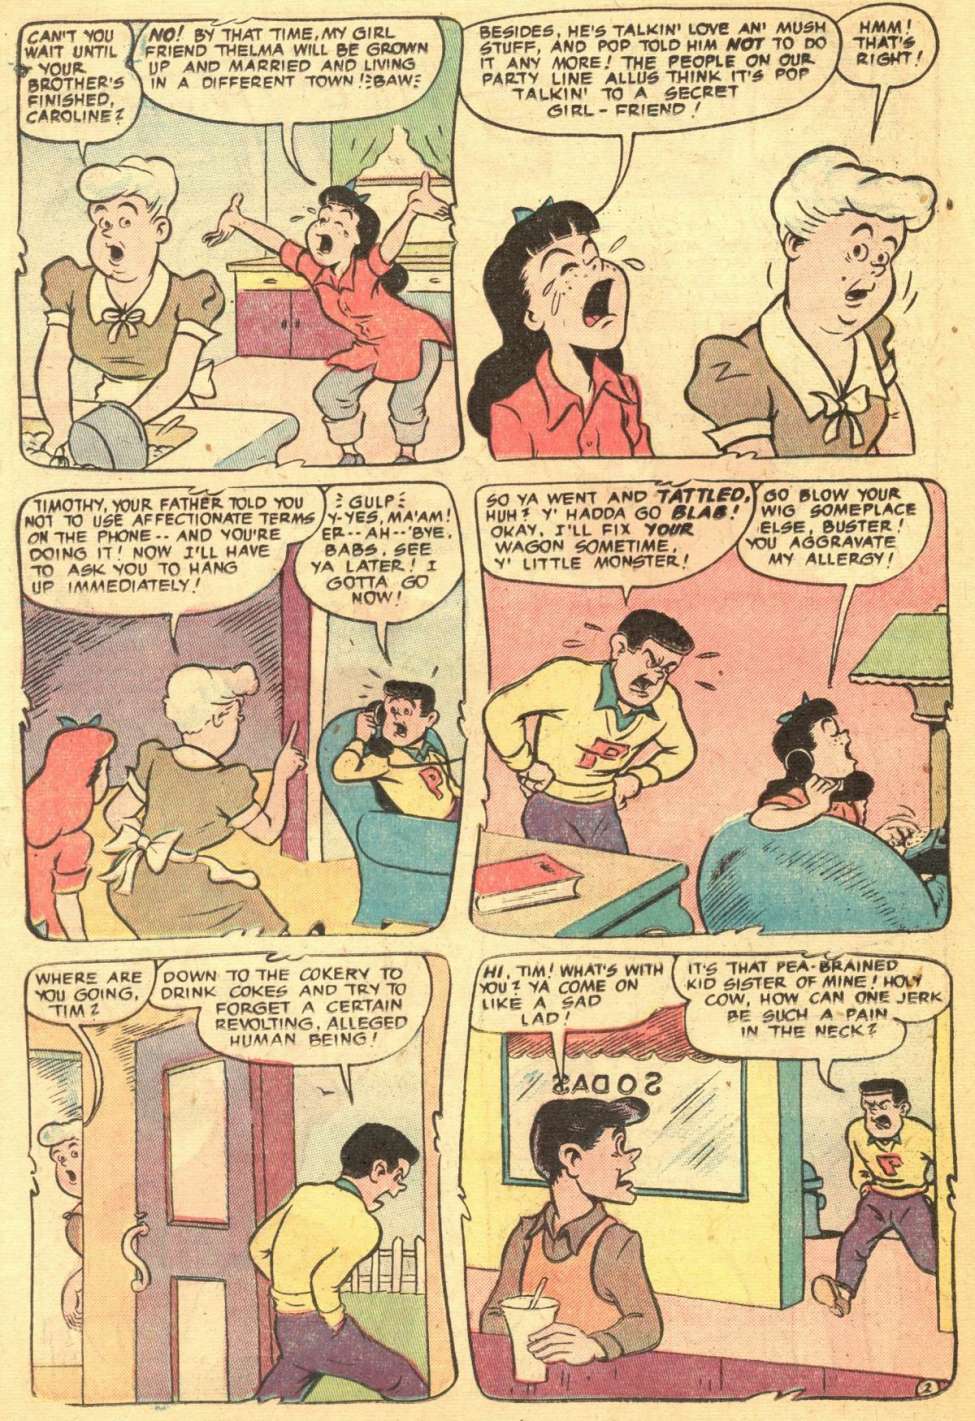 CAN'T YOU
WAIT UNTIL
YOUR
BROTHER'S
FINISHED,
CAROLINE?
NO! BY THAT TIME, MY GIRL
FRIEND THELMA WILL BE GROWN
UP AND MARRIED AND LIVING
IN A DIFFERENT TOWN! BAW
BESIDES, HE'S TALKIN' LOVE AN' MUSH
STUFF, AND POP TOLD HIM NOT TO DO
IT ANY MORE! THE PEOPLE ON OUR
PARTY LINE ALLUS THINK IT'S POP
TALKIN' TO A SECRET
GIRL-FRIEND!
HMM!
THAT'S
RIGHT!
TIMOTHY, YOUR FATHER TOLD YOU
NOT TO USE AFFECTIONATE TERMS
ON THE PHONE-- AND YOU'RE
DOING IT! NOW I'LL HAVE
TO ASK YOU TO HANG
UP IMMEDIATELY!
GULP
Y-YES, MA'AM!
ER--AH--'BYE,
BABS. SEE
YA LATER! I
GOTTA GO
NOW!
SO YA WENT AND TATTLED,
HUH? Y' HADDA GO BLAB!
OKAY, I'LL FIX YOUR
WAGON SOMETIME,
Y' LITTLE MONSTER!
GO BLOW YOUR
WIG SOMEPLACE
ELSE, BUSTER!
YOU AGGRAVATE
MY ALLERGY!
P
P
WHERE ARE
YOU GOING,
TIM?
DOWN TO THE COKERY TO
DRINK COKES AND TRY TO
FORGET A CERTAIN
REVOLTING, ALLEGED
HUMAN BEING!
HI, TIM! WHAT'S WITH
YOU? YA COME ON
LIKE A SAD
LAD!
IT'S THAT PEA-BRAINED
KID SISTER OF MINE! HOLY
COW, HOW CAN ONE JERK
BE SUCH A PAIN
IN THE NECK?
SODAS
P
2